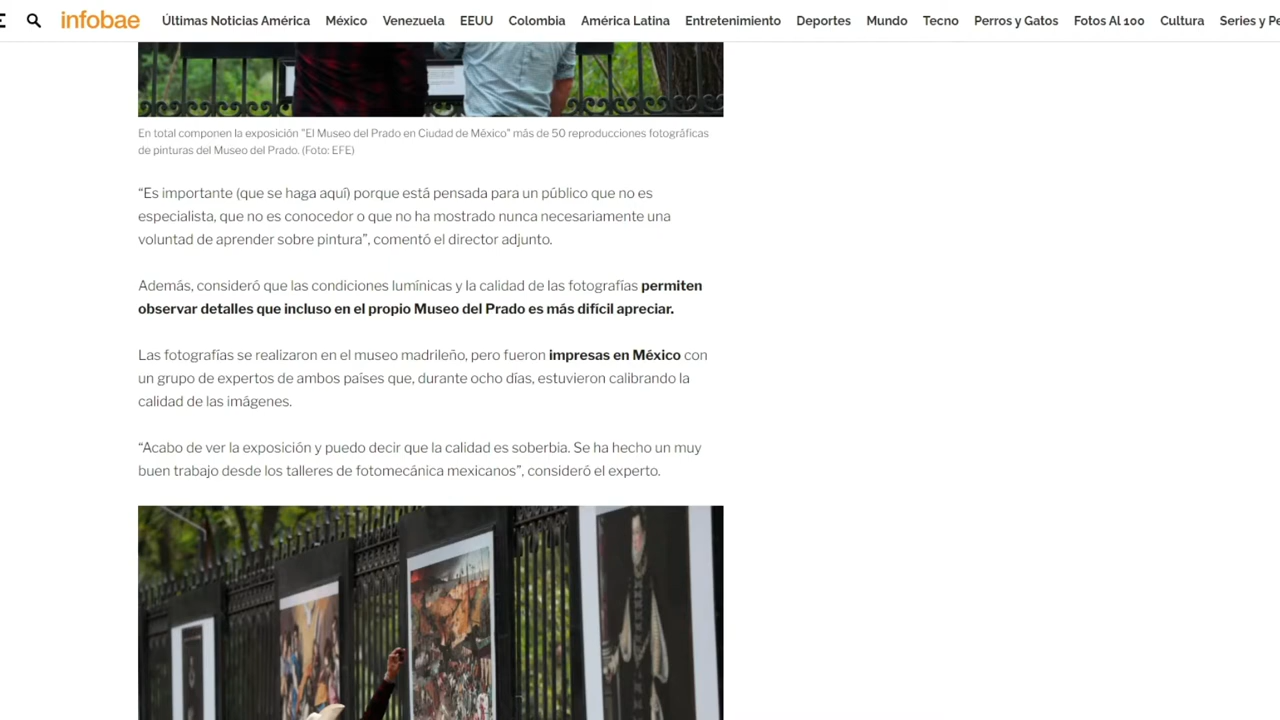 infobae Últimas Noticias América México Venezuela EEUU Colombia América Latina Entretenimiento Deportes Mundo Tecno Perros y Gatos Fotos Al 100 Cultura Series y Pe
En total componen la exposición "El Museo del Prado en Ciudad de México" más de 50 reproducciones fotográficas
de pinturas del Museo del Prado. (Foto: EFE)
“Es importante (que se haga aquí) porque está pensada para un público que no es
especialista, que no es conocedor o que no ha mostrado nunca necesariamente una
voluntad de aprender sobre pintura”, comentó el director adjunto.
Además, consideró que las condiciones lumínicas y la calidad de las fotografías permiten
observar detalles que incluso en el propio Museo del Prado es más difícil apreciar.
Las fotografías se realizaron en el museo madrileño, pero fueron impresas en México con
un grupo de expertos de ambos países que, durante ocho días, estuvieron calibrando la
calidad de las imágenes.
“Acabo de ver la exposición y puedo decir que la calidad es soberbia. Se ha hecho un muy
buen trabajo desde los talleres de fotomecánica mexicanos”, consideró el experto.